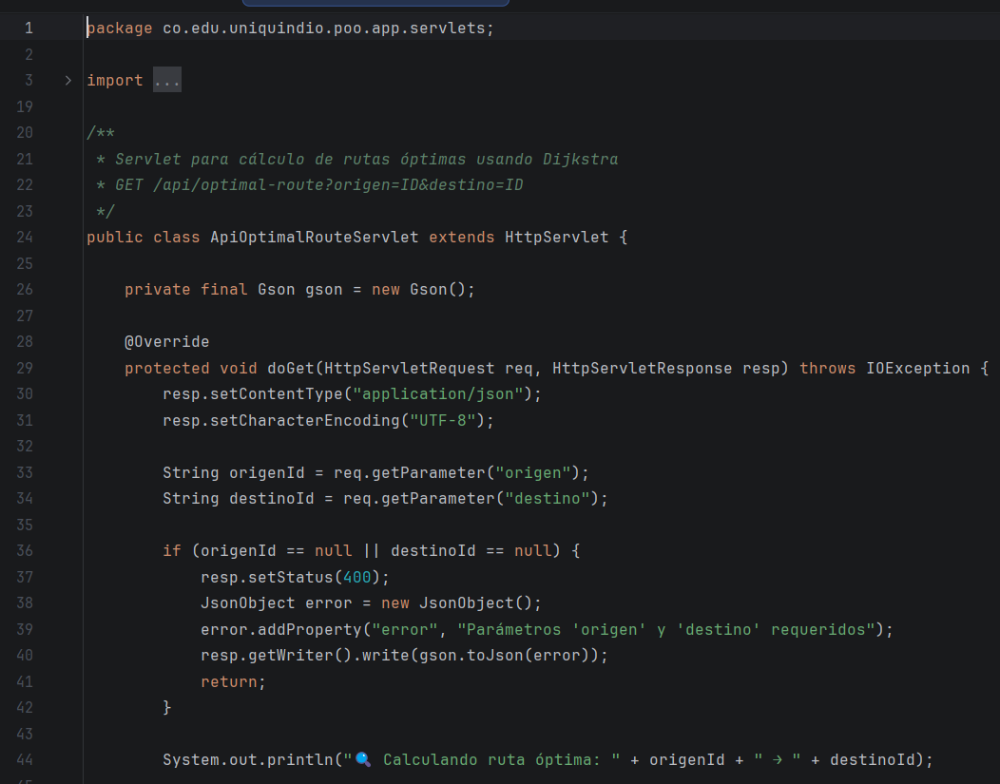 1 package co.edu.uniquindio.poo.app.servlets;
2
3 > import ...
19
20 /**
21 * Servlet para cálculo de rutas óptimas usando Dijkstra
22 * GET /api/optimal-route?origen=ID&destino=ID
23 */
24 public class ApiOptimalRouteServlet extends HttpServlet {
25
26 private final Gson gson = new Gson();
27
28 @Override
29 protected void doGet(HttpServletRequest req, HttpServletResponse resp) throws IOException {
30 resp.setContentType("application/json");
31 resp.setCharacterEncoding("UTF-8");
32
33 String origenId = req.getParameter("origen");
34 String destinoId = req.getParameter("destino");
35
36 if (origenId == null || destinoId == null) {
37 resp.setStatus(400);
38 JsonObject error = new JsonObject();
39 error.addProperty("error", "Parámetros 'origen' y 'destino' requeridos");
40 resp.getWriter().write(gson.toJson(error));
41 return;
42 }
43
44 System.out.println("🔍 Calculando ruta óptima: " + origenId + " → " + destinoId);